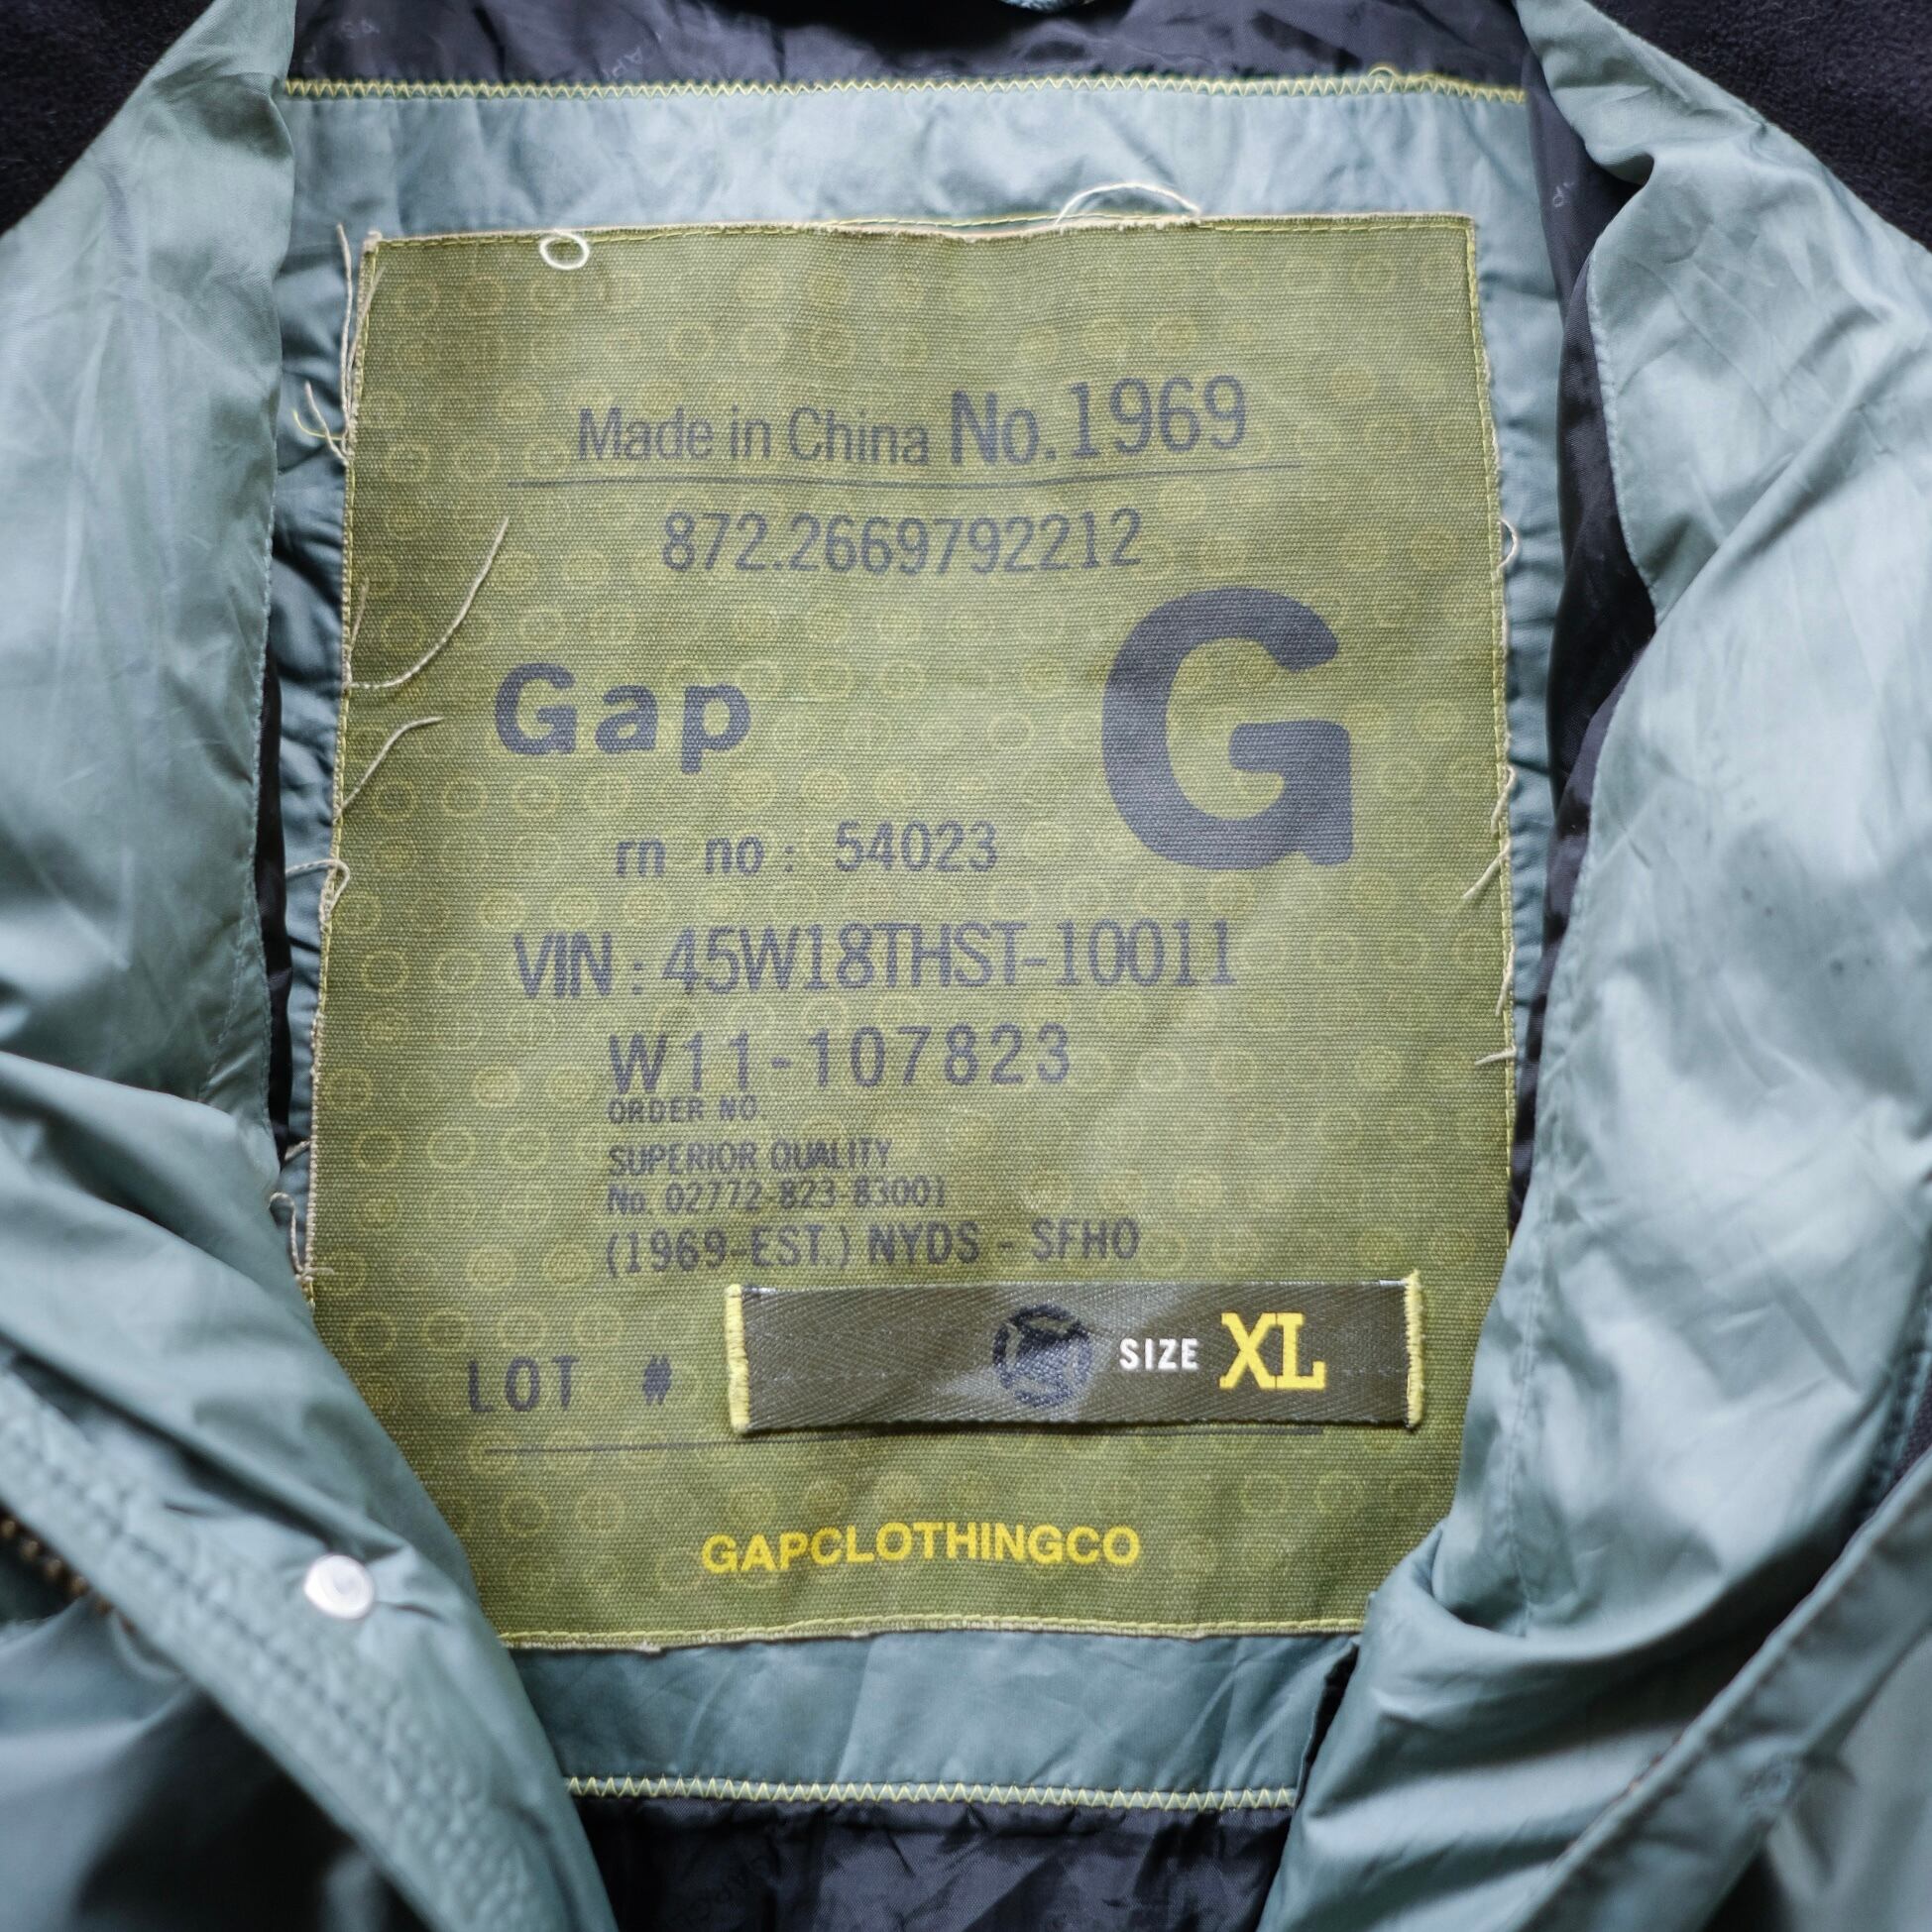 Made in China No.1969
872.2669792212
Gap G
rn no: 54023
VIN: 45W18THST-10011
W11-107823
ORDER NO.
SUPERIOR QUALITY
No. 02772-823-83001
(1969-EST.) NYDS - SFHO
LOT # SIZE XL
GAPCLOTHINGCO